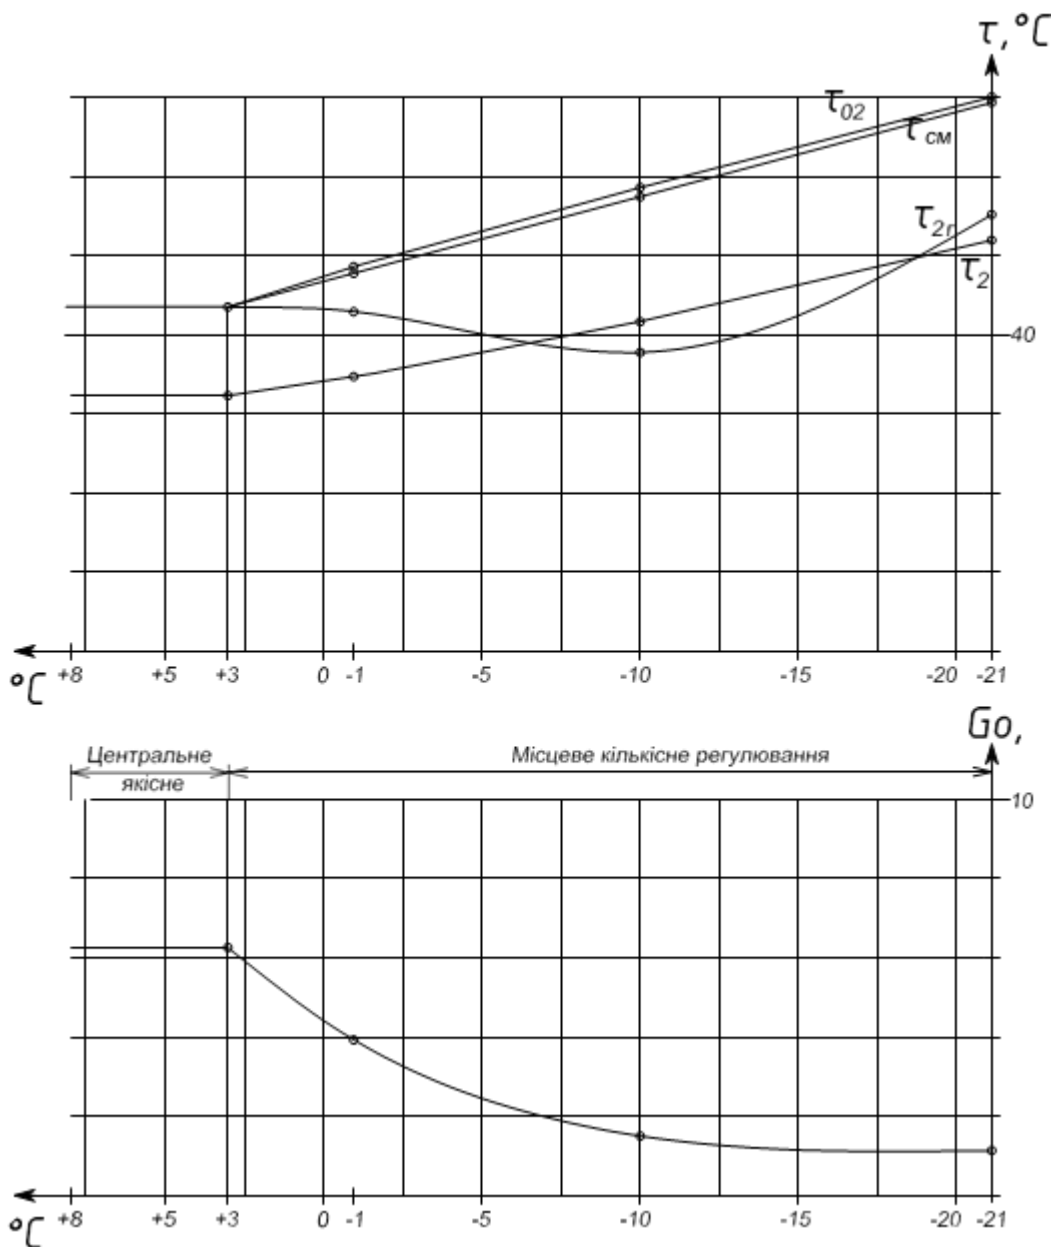 τ,°C
τ02
τсм
τ2г
τ2
40
°C +8 +5 +3 0 -1 -5 -10 -15 -20 -21
Go,
Центральне
якісне
Місцеве кількісне регулювання
10
°C +8 +5 +3 0 -1 -5 -10 -15 -20 -21